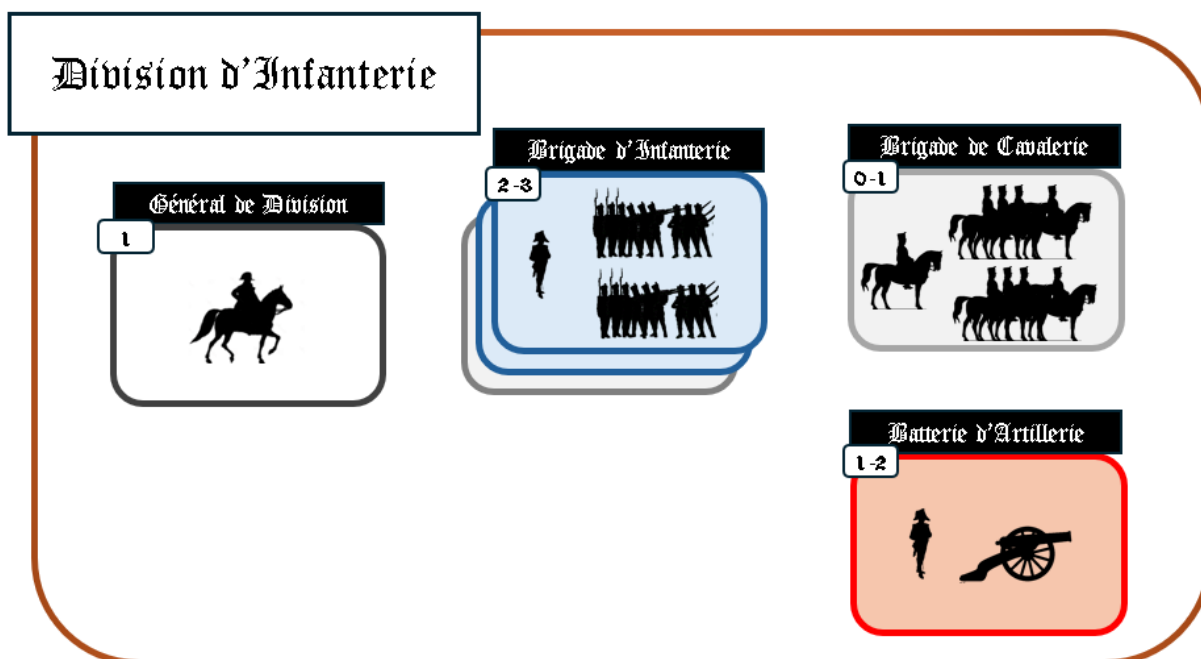 Division d'Infanterie
Général de Division
1
Brigade d'Infanterie
2-3
Brigade de Cavalerie
0-1
Batterie d'Artillerie
1-2